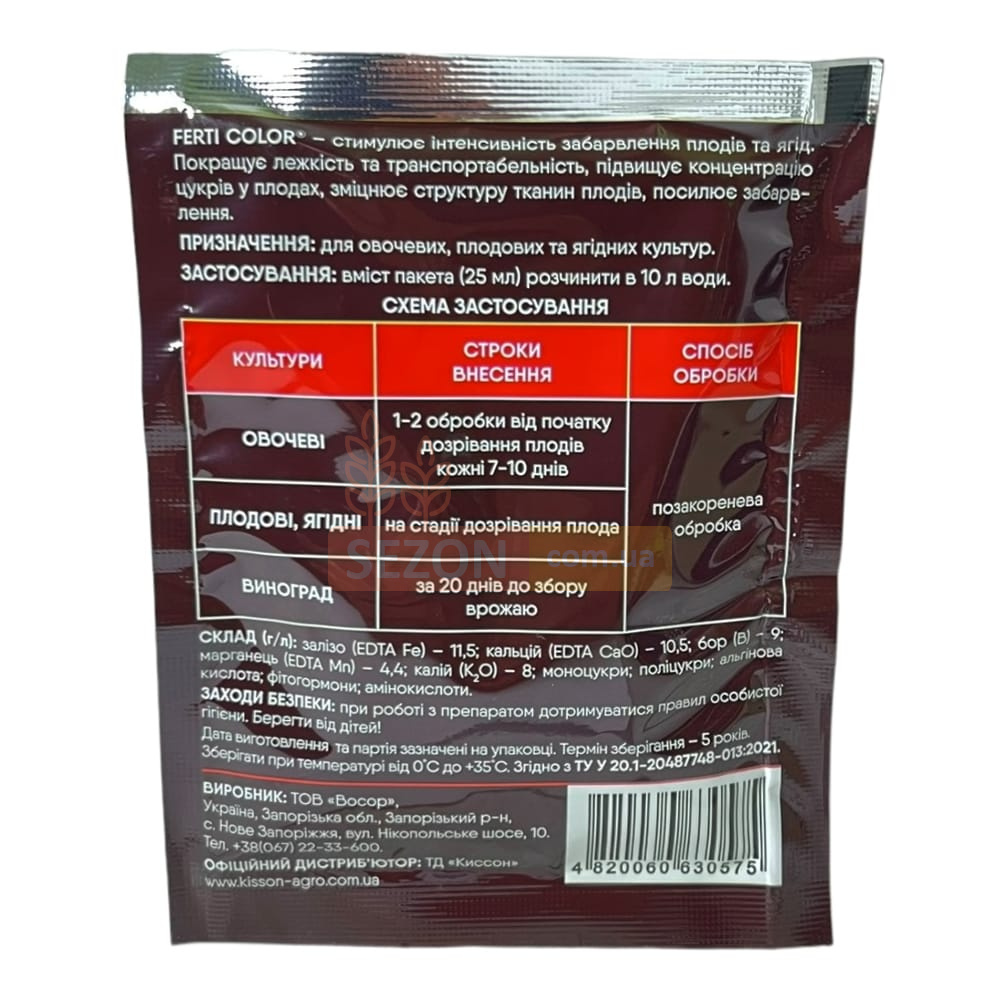 FERTI COLOR® – стимулює інтенсивність забарвлення плодів та ягід.
Покращує лежкість та транспортабельність, підвищує концентрацію
цукрів у плодах, зміцнює структуру тканин плодів, посилює забарв-
лення.
ПРИЗНАЧЕННЯ: для овочевих, плодових та ягідних культур.
ЗАСТОСУВАННЯ: вміст пакета (25 мл) розчинити в 10 л води.
СХЕМА ЗАСТОСУВАННЯ
КУЛЬТУРИ
СТРОКИ
ВНЕСЕННЯ
СПОСІБ
ОБРОБКИ
ОВОЧЕВІ
1-2 обробки від початку
дозрівання плодів
кожні 7-10 днів
ПЛОДОВІ, ЯГІДНІ
на стадії дозрівання плода
позакоренева
обробка
SEZON com.ua
ВИНОГРАД
за 20 днів до збору
врожаю
СКЛАД (г/л): залізо (EDTA Fe) – 11,5; кальцій (EDTA CaO) – 10,5; бор (B) – 9;
марганець (EDTA Mn) – 4,4; калій (K₂O) – 8; моноцукри; поліцукри; альгінова
кислота; фітогормони; амінокислоти.
ЗАХОДИ БЕЗПЕКИ: при роботі з препаратом дотримуватися правил особистої
гігієни. Берегти від дітей!
Дата виготовлення та партія зазначені на упаковці. Термін зберігання – 5 років.
Зберігати при температурі від 0°С до +35°С. Згідно з ТУ У 20.1-20487748-013:2021.
ВИРОБНИК: ТОВ «Восор»,
Україна, Запорізька обл., Запорізький р-н,
с. Нове Запоріжжя, вул. Нікопольське шосе, 10.
Тел. +38(067) 22-33-600.
ОФІЦІЙНИЙ ДИСТРИБ'ЮТОР: ТД «Киссон»
www.kisson-agro.com.ua
4 820060 630575